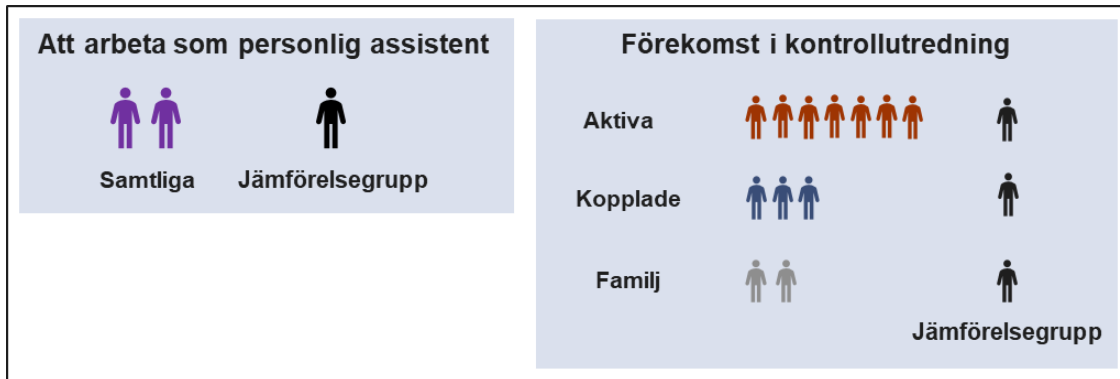 Att arbeta som personlig assistent
Samtliga
Jämförelsegrupp
Förekomst i kontrollutredning
Aktiva
Kopplade
Familj
Jämförelsegrupp